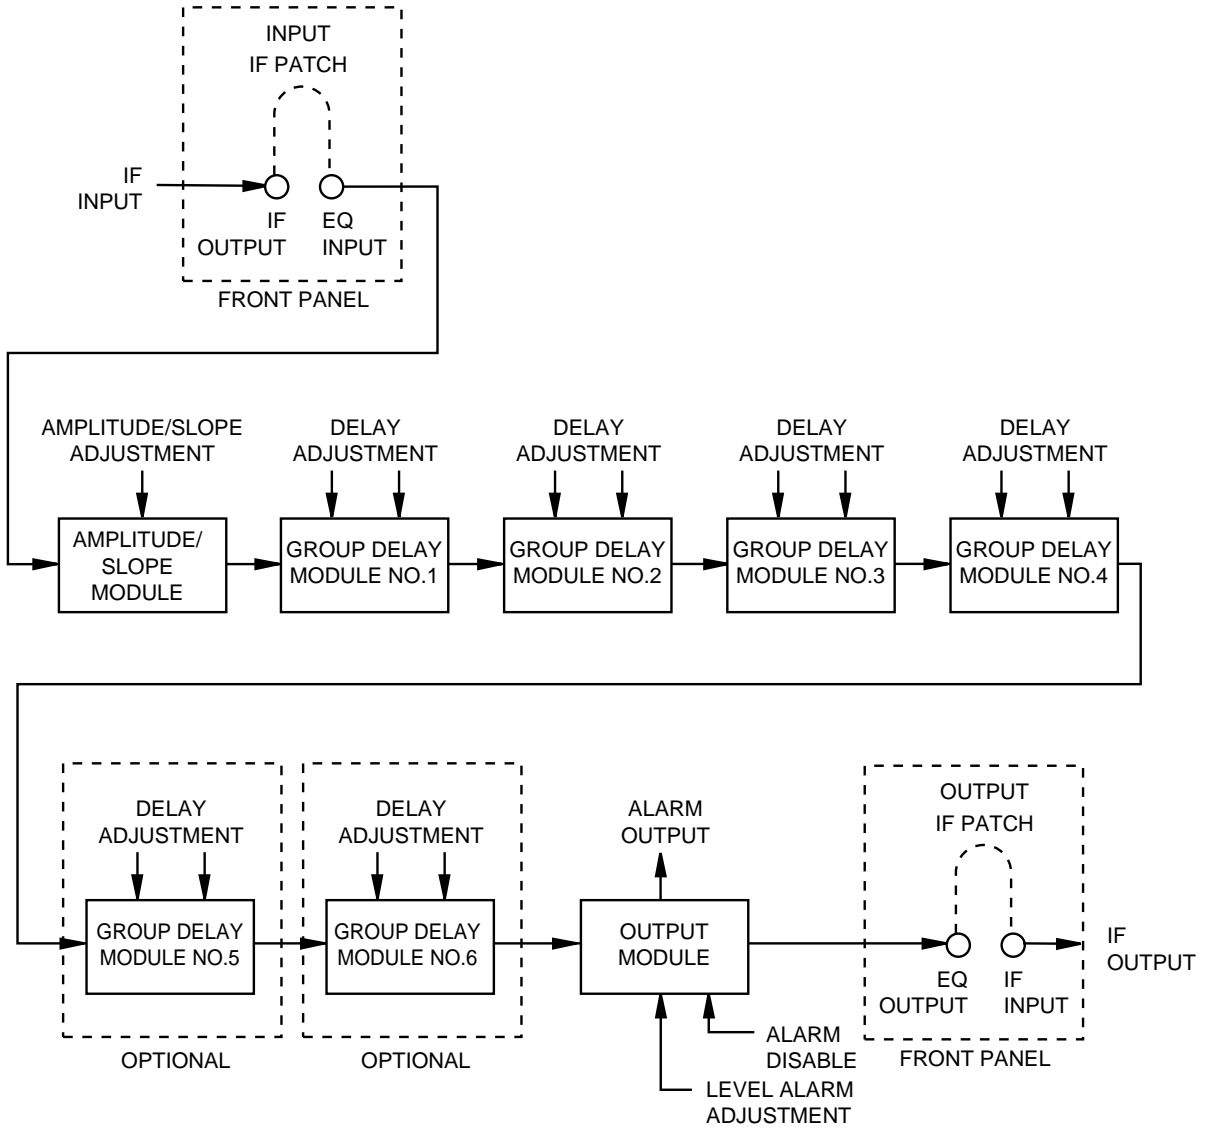 INPUT
IF PATCH
IF
INPUT
IF
OUTPUT
EQ
INPUT
FRONT PANEL
AMPLITUDE/SLOPE
ADJUSTMENT
DELAY
ADJUSTMENT
DELAY
ADJUSTMENT
DELAY
ADJUSTMENT
DELAY
ADJUSTMENT
AMPLITUDE/
SLOPE
MODULE
GROUP DELAY
MODULE NO.1
GROUP DELAY
MODULE NO.2
GROUP DELAY
MODULE NO.3
GROUP DELAY
MODULE NO.4
DELAY
ADJUSTMENT
GROUP DELAY
MODULE NO.5
OPTIONAL
DELAY
ADJUSTMENT
GROUP DELAY
MODULE NO.6
OPTIONAL
ALARM
OUTPUT
OUTPUT
MODULE
ALARM
DISABLE
LEVEL ALARM
ADJUSTMENT
OUTPUT
IF PATCH
EQ
OUTPUT
IF
INPUT
FRONT PANEL
IF
OUTPUT